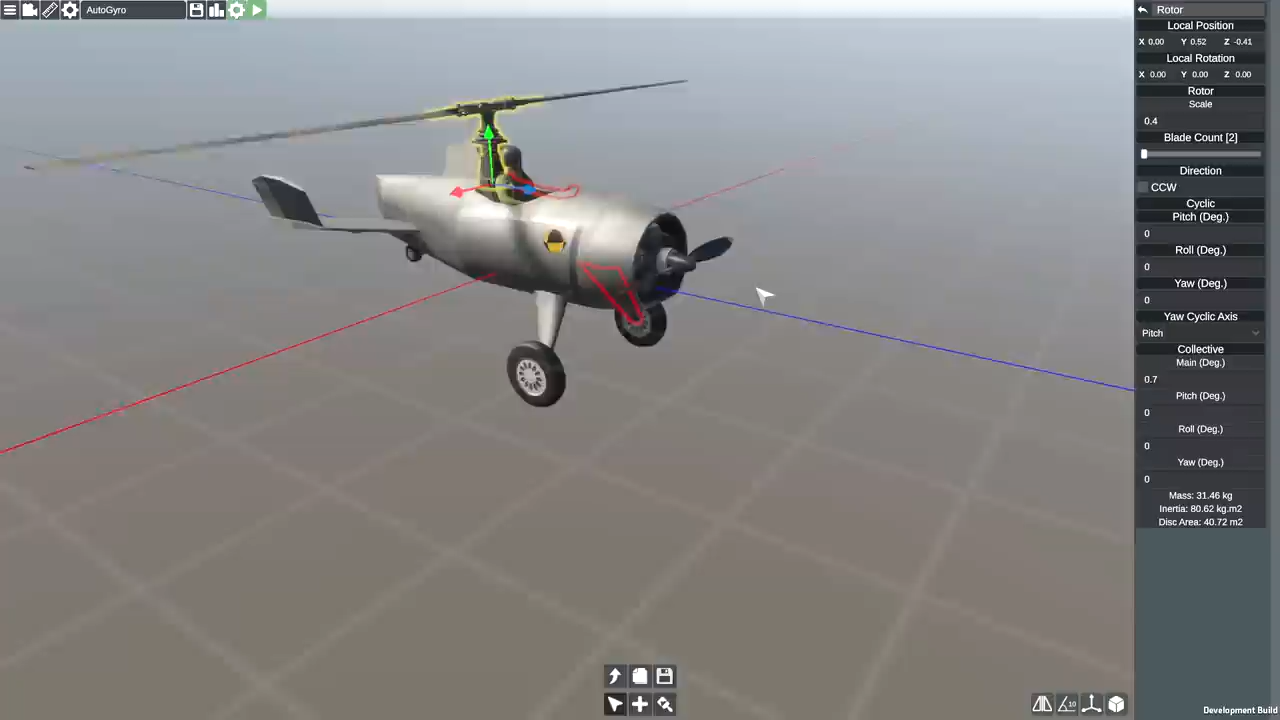 AutoGyro
Rotor
Local Position
X 0.00 Y 0.52 Z -0.41
Local Rotation
X 0.00 Y 0.00 Z 0.00
Rotor
Scale
0.4
Blade Count [2]
Direction
CCW
Cyclic
Pitch (Deg.)
0
Roll (Deg.)
0
Yaw (Deg.)
0
Yaw Cyclic Axis
Pitch
Collective
Main (Deg.)
0.7
Pitch (Deg.)
0
Roll (Deg.)
0
Yaw (Deg.)
0
Mass: 31.46 kg
Inertia: 80.62 kg.m2
Disc Area: 40.72 m2
10
Development Build